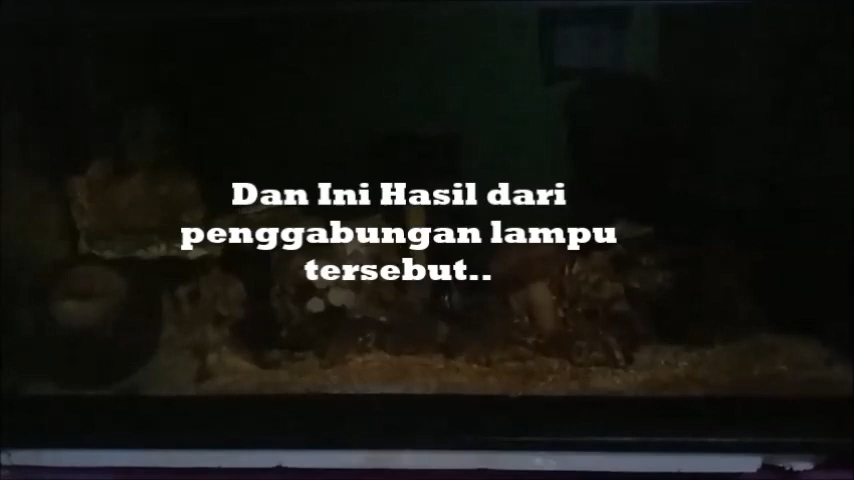 Dan Ini Hasil dari
penggabungan lampu
tersebut..